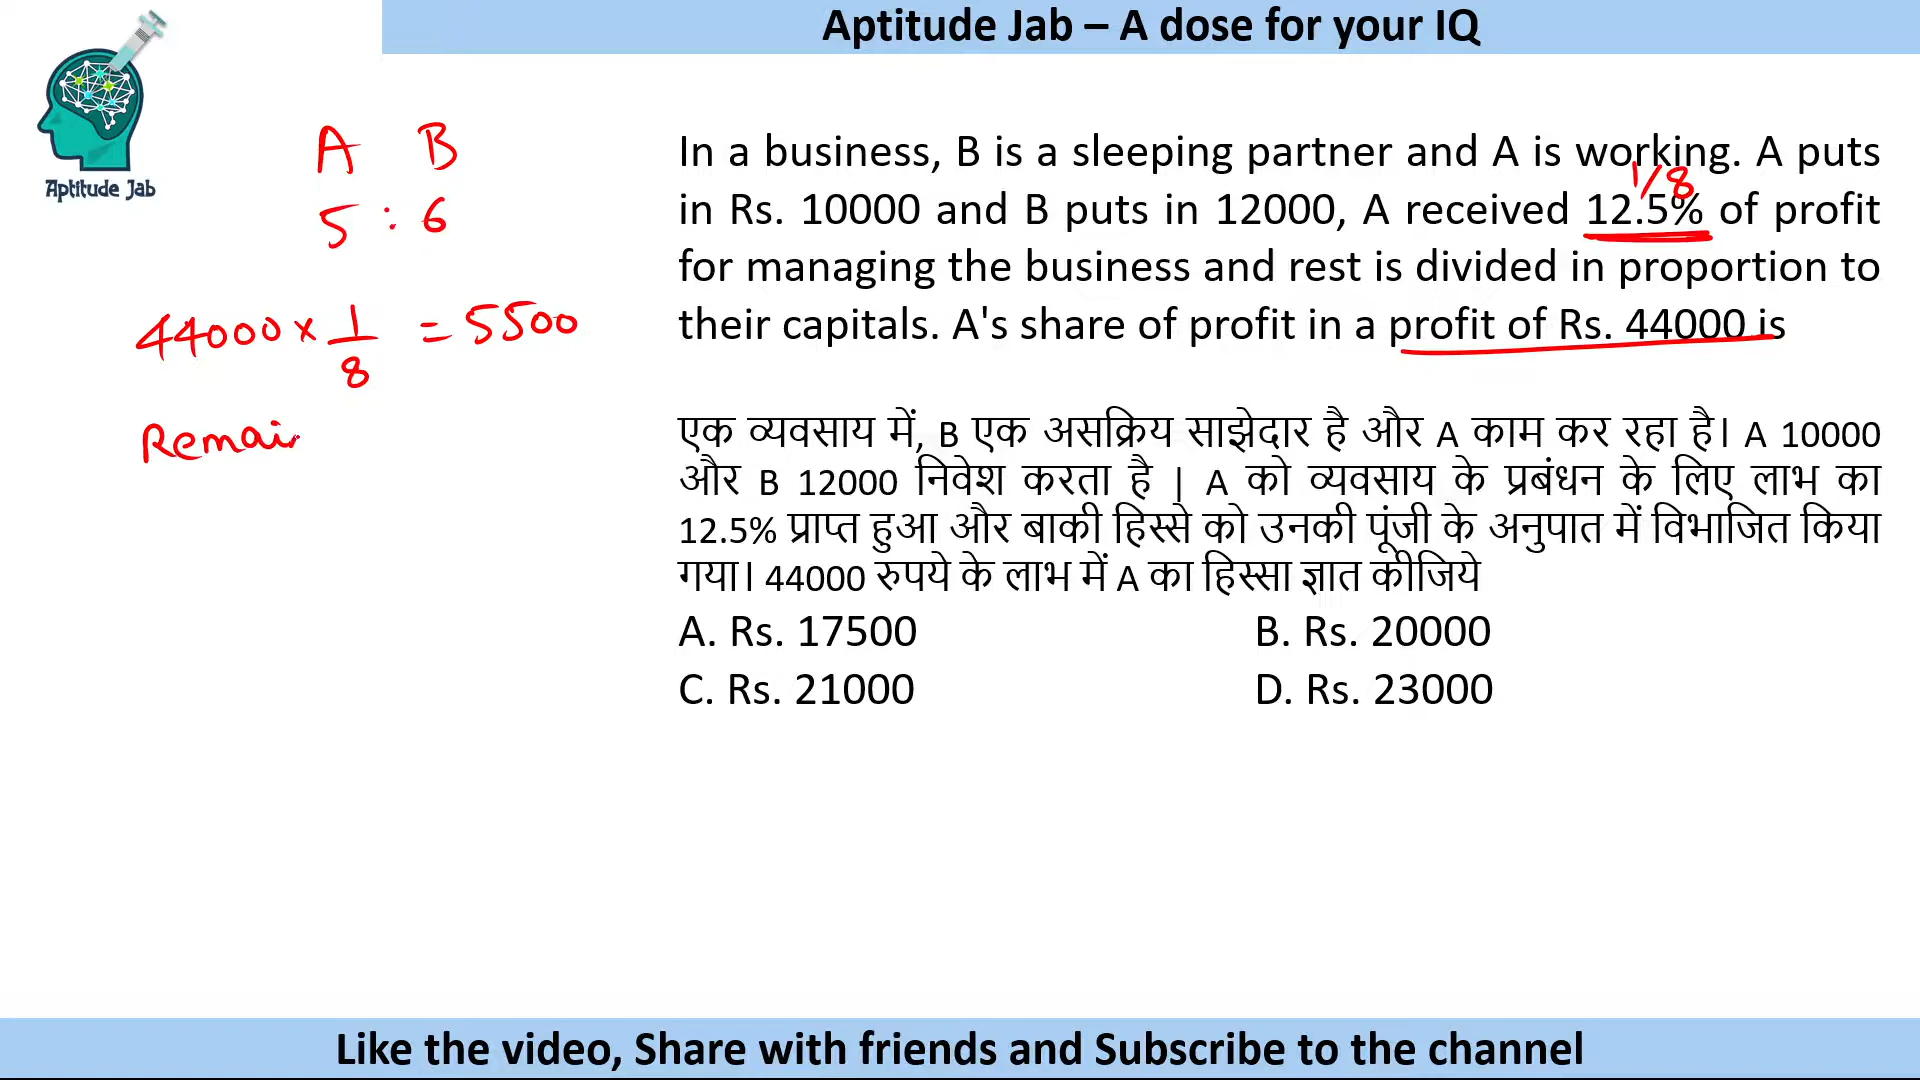 Aptitude Jab – A dose for your IQ
Aptitude Jab
A B
5 : 6
44000 × 1/8 = 5500
Remai
In a business, B is a sleeping partner and A is working. A puts
1/8
in Rs. 10000 and B puts in 12000, A received 12.5% of profit
for managing the business and rest is divided in proportion to
their capitals. A's share of profit in a profit of Rs. 44000 is
एक व्यवसाय में, B एक असक्रिय साझेदार है और A काम कर रहा है। A 10000
और B 12000 निवेश करता है | A को व्यवसाय के प्रबंधन के लिए लाभ का
12.5% प्राप्त हुआ और बाकी हिस्से को उनकी पूंजी के अनुपात में विभाजित किया
गया। 44000 रुपये के लाभ में A का हिस्सा ज्ञात कीजिये
A. Rs. 17500 B. Rs. 20000
C. Rs. 21000 D. Rs. 23000
Like the video, Share with friends and Subscribe to the channel